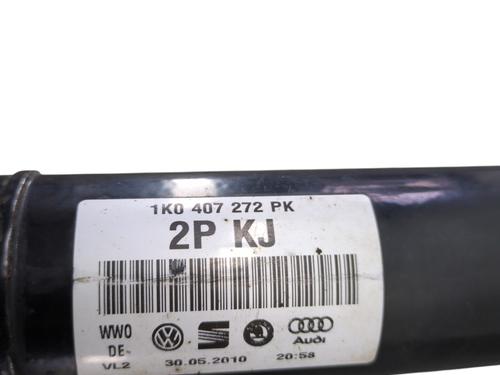 1K0 407 272 PK
2P KJ
WWO
DE-
VL2
Audi
30.05.2010 20:58